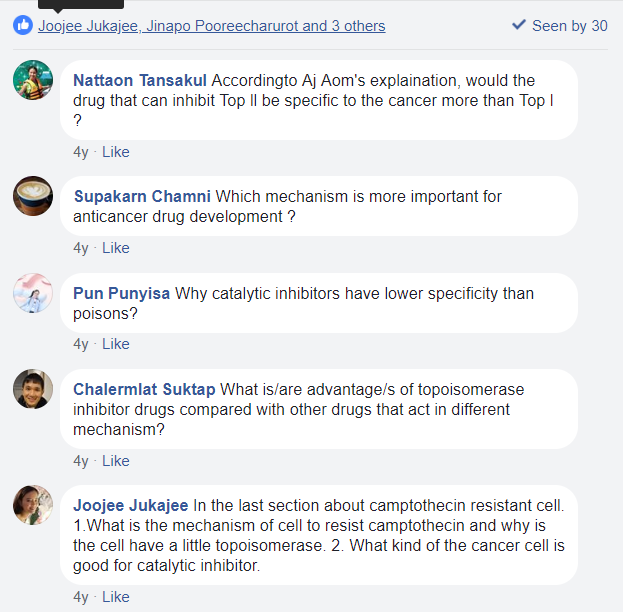 Joojee Jukajee, Jinapo Pooreecharurot and 3 others
Seen by 30
Nattaon Tansakul Accordingto Aj Aom's explaination, would the
drug that can inhibit Top II be specific to the cancer more than Top I
?
4y · Like
Supakarn Chamni Which mechanism is more important for
anticancer drug development ?
4y · Like
Pun Punyisa Why catalytic inhibitors have lower specificity than
poisons?
4y · Like
Chalermlat Suktap What is/are advantage/s of topoisomerase
inhibitor drugs compared with other drugs that act in different
mechanism?
4y · Like
Joojee Jukajee In the last section about camptothecin resistant cell.
1.What is the mechanism of cell to resist camptothecin and why is
the cell have a little topoisomerase. 2. What kind of the cancer cell is
good for catalytic inhibitor.
4y · Like